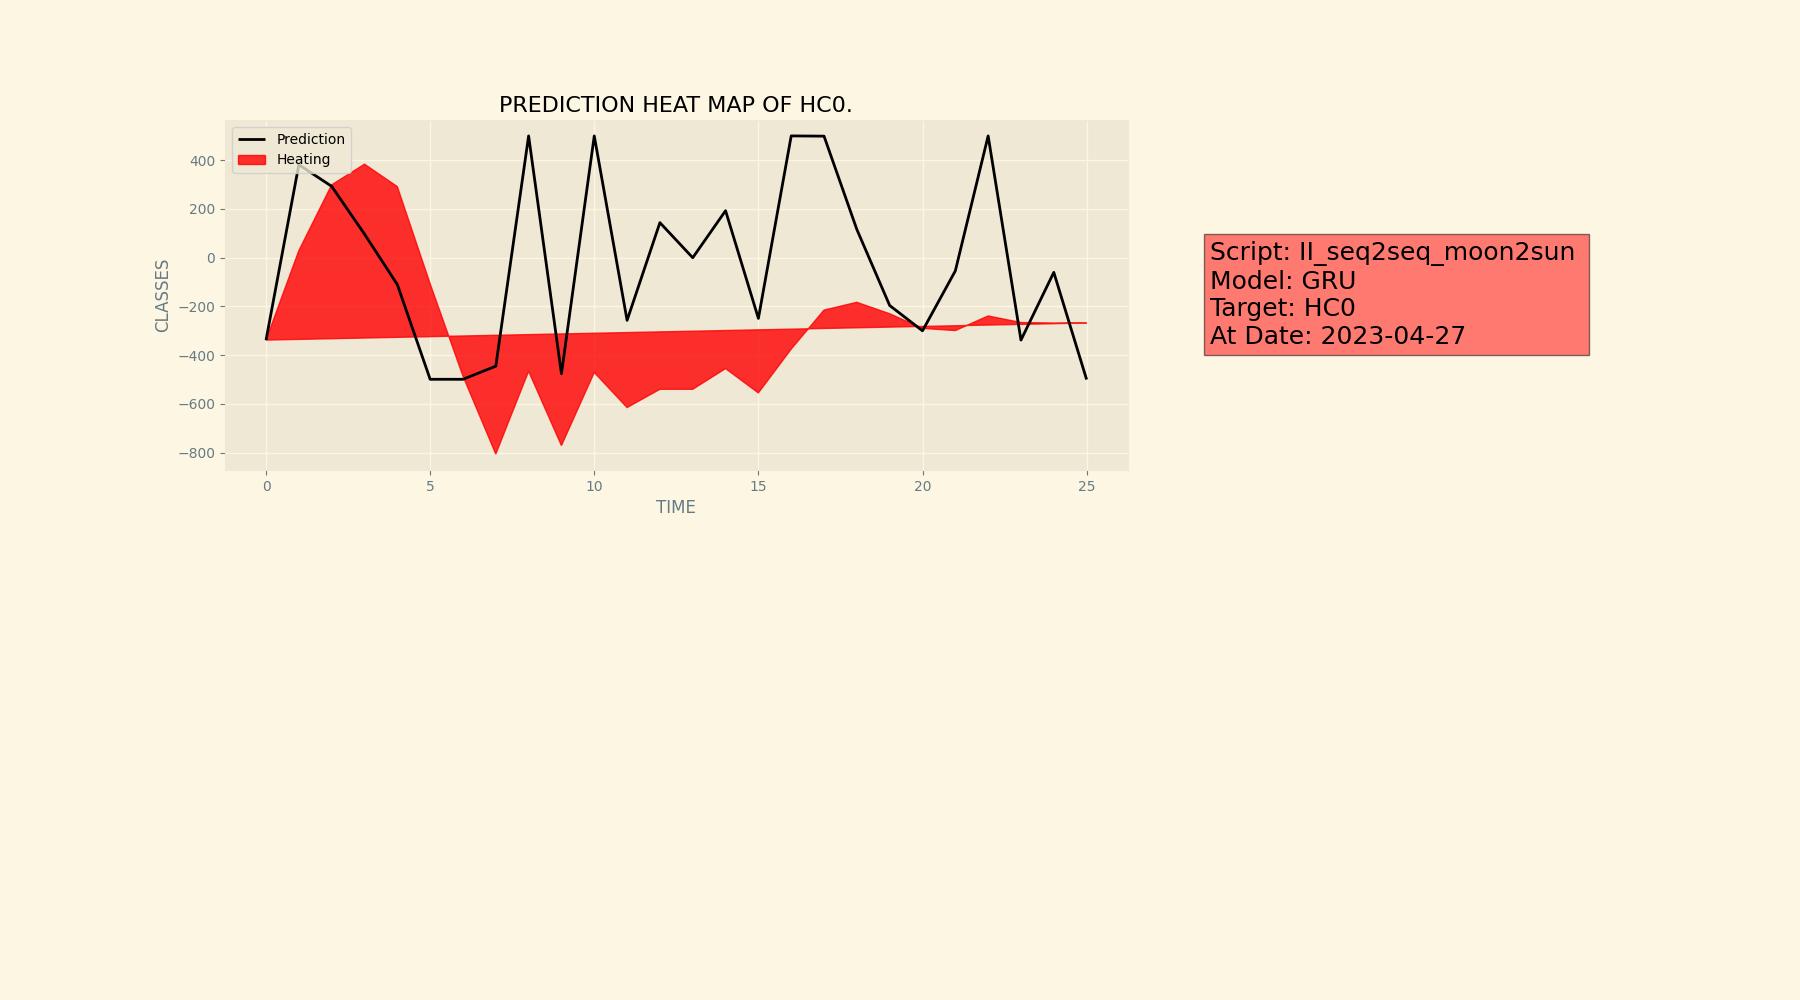 PREDICTION HEAT MAP OF HC0.
Prediction
Heating
CLASSES
400
200
0
−200
−400
−600
−800
0 5 10 15 20 25
TIME
Script: II_seq2seq_moon2sun
Model: GRU
Target: HC0
At Date: 2023-04-27